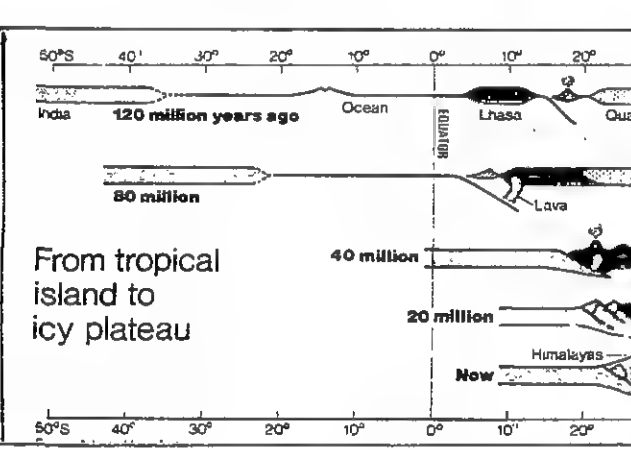 50°S 40° 30° 20° 10° 0° 10° 20°
India 120 million years ago Ocean Lhasa Qua
EQUATOR
80 million Lava
From tropical
island to
icy plateau
40 million
20 million
Himalayas
Now
50°S 40° 30° 20° 10° 0° 10° 20°